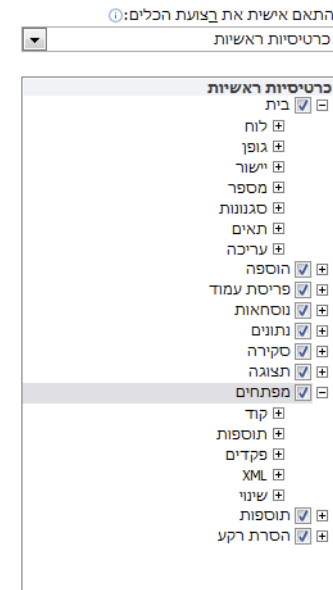 התאם אישית את רצועת הכלים:
כרטיסיות ראשיות
כרטיסיות ראשיות
בית
לוח
גופן
יישור
מספר
סגנונות
תאים
עריכה
הוספה
פריסת עמוד
נוסחאות
נתונים
סקירה
תצוגה
מפתחים
קוד
תוספות
פקדים
XML
שינוי
תוספות
הסרת רקע